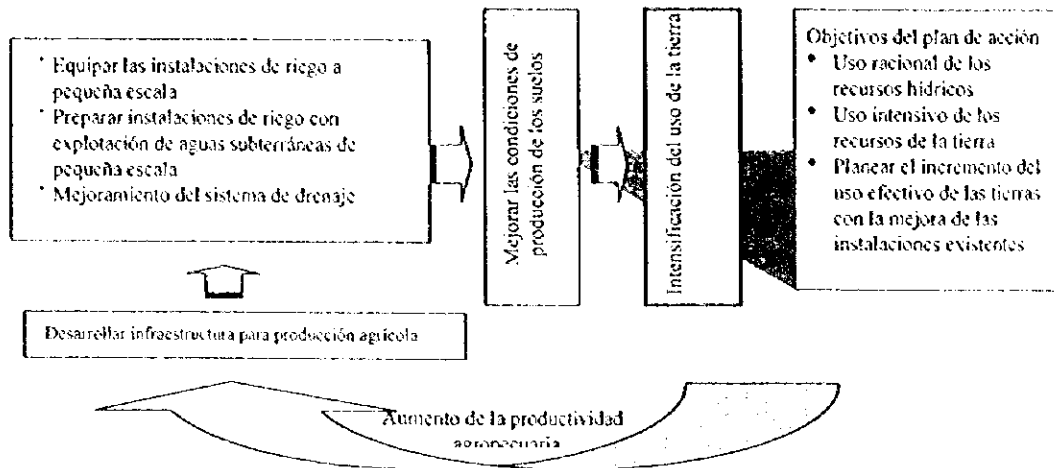 • Equipar las instalaciones de riego a
pequeña escala
• Preparar instalaciones de riego con
explotación de aguas subterráneas de
pequeña escala
• Mejoramiento del sistema de drenaje
Mejorar las condiciones de
producción de los suelos
Intensificación del uso de la tierra
Objetivos del plan de acción
• Uso racional de los
recursos hídricos
• Uso intensivo de los
recursos de la tierra
• Planear el incremento del
uso efectivo de las tierras
con la mejora de las
instalaciones existentes
Desarrollar infraestructura para producción agrícola
Aumento de la productividad
agropecuaria